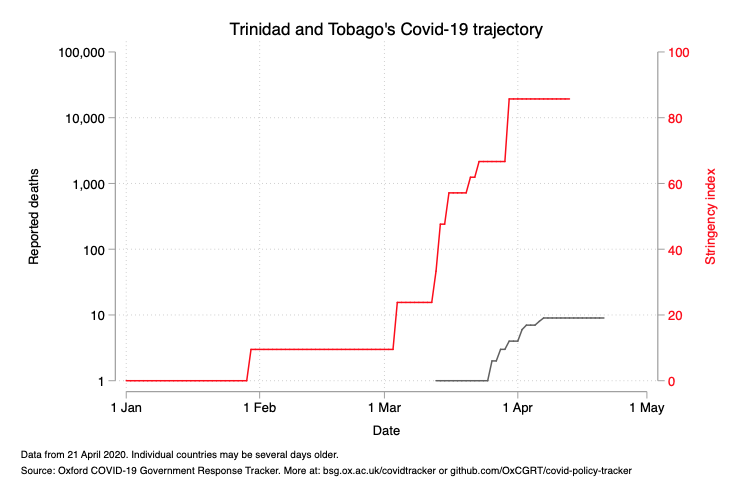 Trinidad and Tobago's Covid-19 trajectory
100,000
10,000
1,000
100
10
1
Reported deaths
100
80
60
40
20
0
Stringency index
1 Jan 1 Feb 1 Mar 1 Apr 1 May
Date
Data from 21 April 2020. Individual countries may be several days older.
Source: Oxford COVID-19 Government Response Tracker. More at: bsg.ox.ac.uk/covidtracker or github.com/OxCGRT/covid-policy-tracker